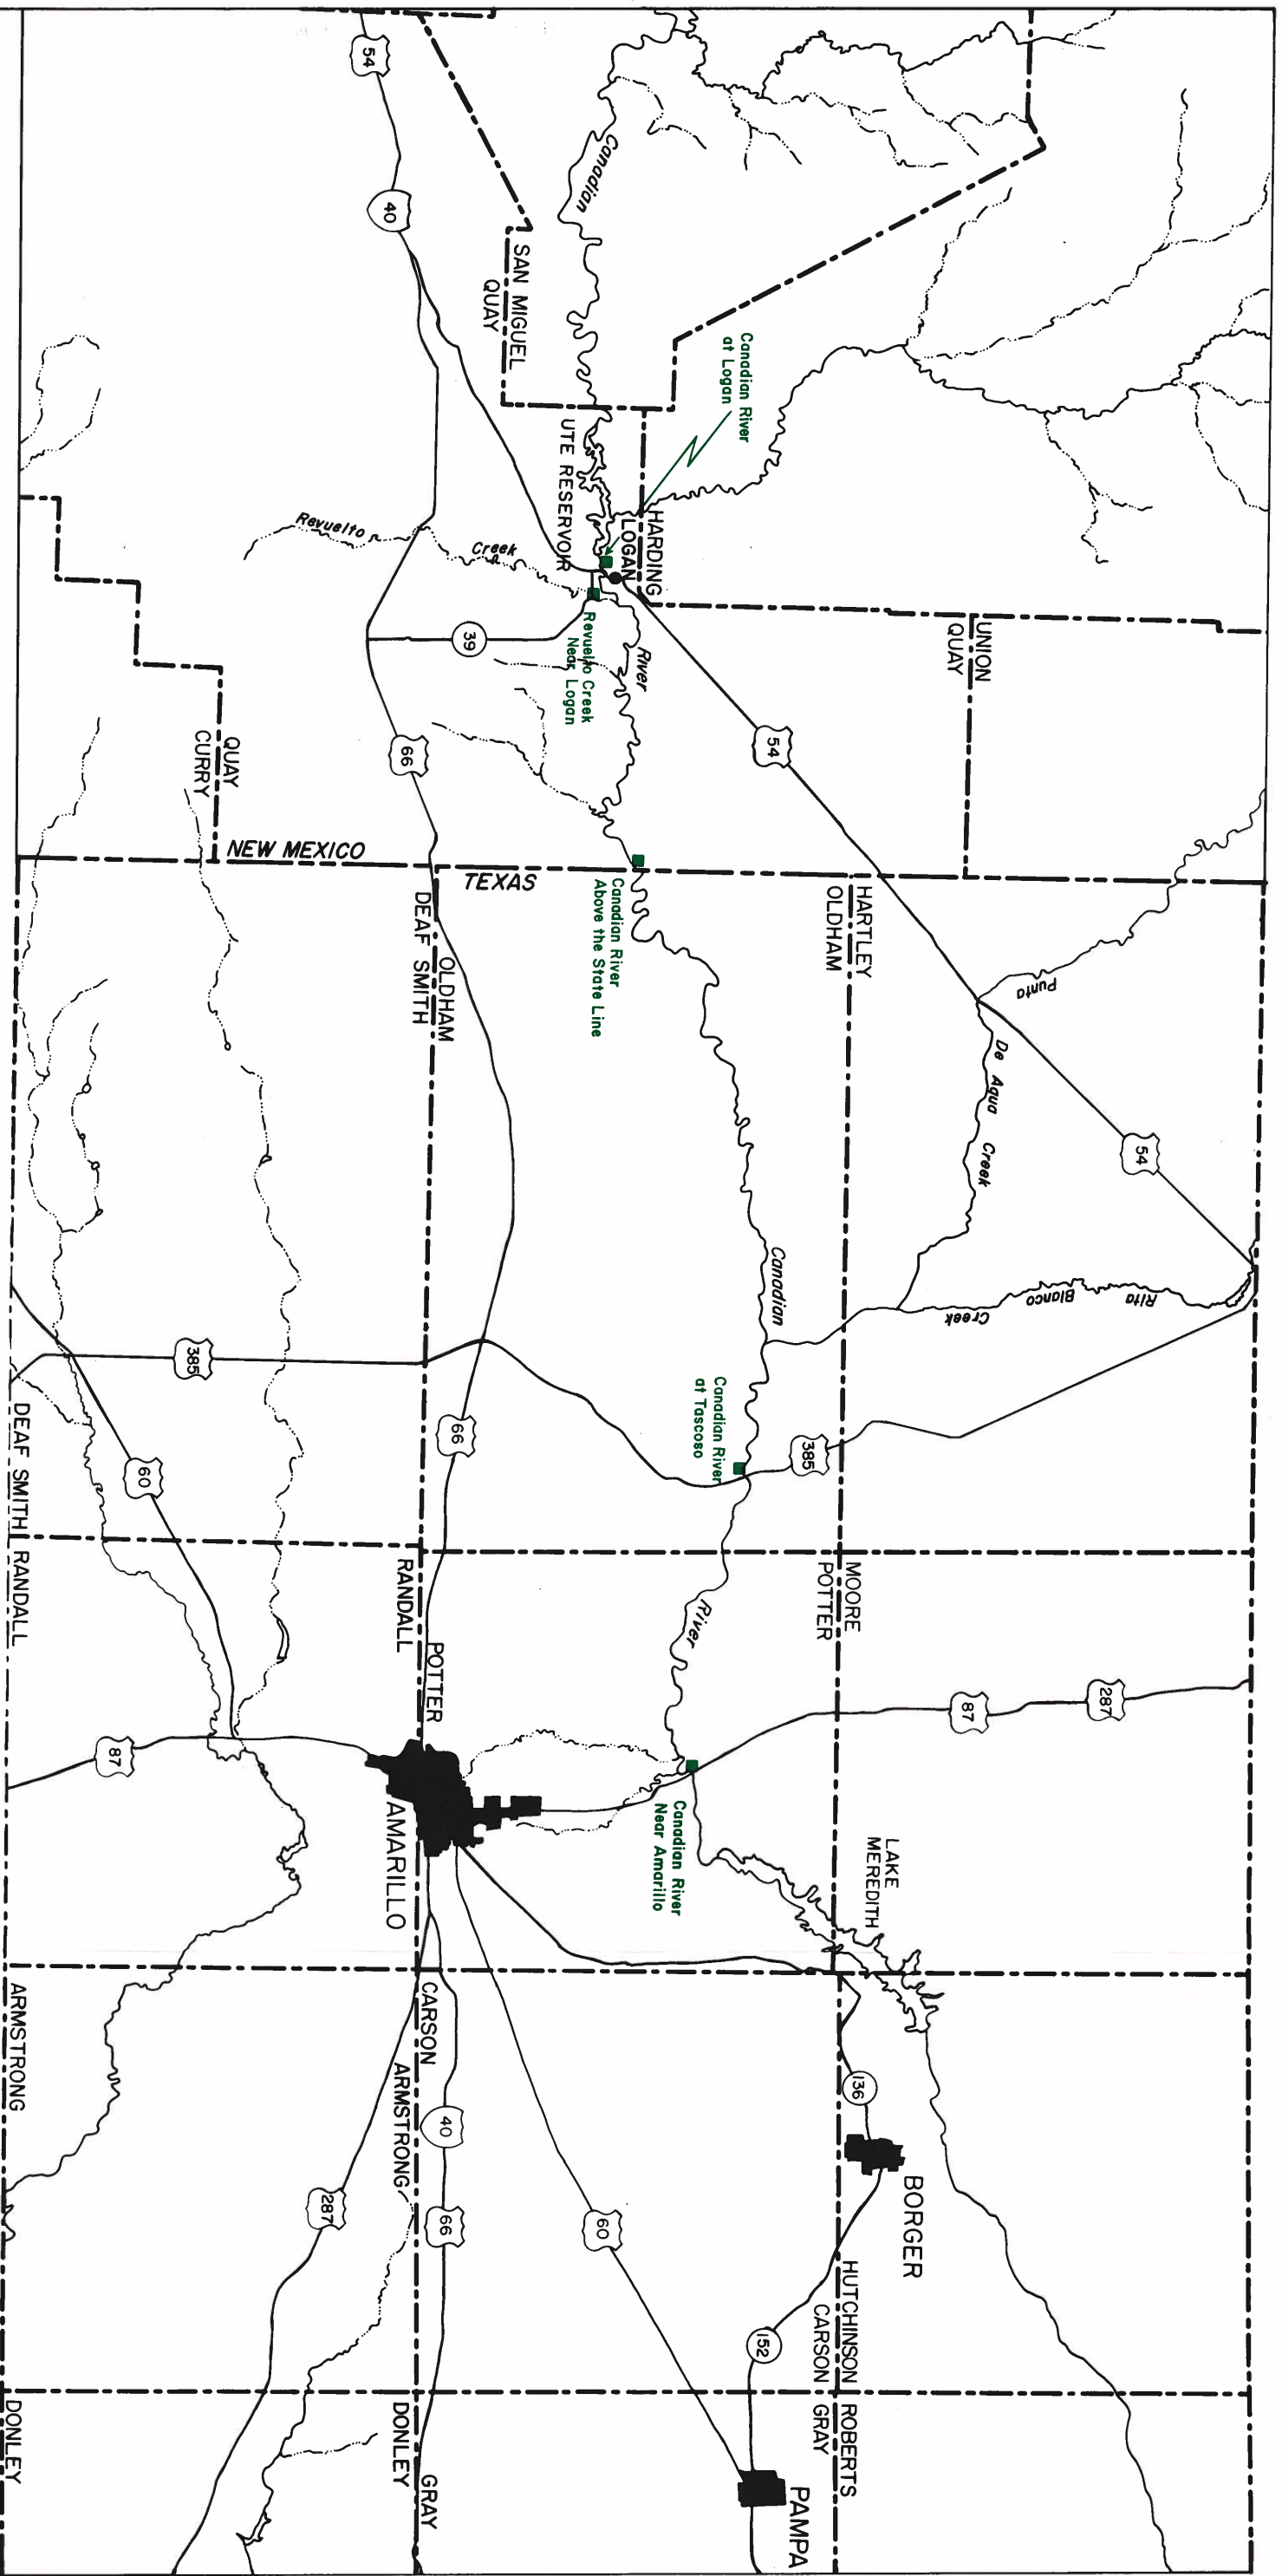 54
40
Canadian
SAN MIGUEL
QUAY
Canadian River
at Logan
UTE RESERVOIR
HARDING
LOGAN
Revuelto Creek
Revuelto Creek
Near Logan
River
39
UNION
QUAY
54
66
QUAY
CURRY
NEW MEXICO
TEXAS
Canadian River
Above the State Line
HARTLEY
OLDHAM
OLDHAM
DEAF SMITH
Punta De Aqua Creek
54
Rita Blanco Creek
Canadian
385
385
Canadian River
at Tascoso
66
60
DEAF SMITH
RANDALL
MOORE
POTTER
POTTER
RANDALL
River
287
87
87
Canadian River
Near Amarillo
AMARILLO
LAKE
MEREDITH
CARSON
ARMSTRONG
ARMSTRONG
136
BORGER
40
66
287
60
HUTCHINSON
CARSON
152
ROBERTS
GRAY
GRAY
DONLEY
DONLEY
PAMPA